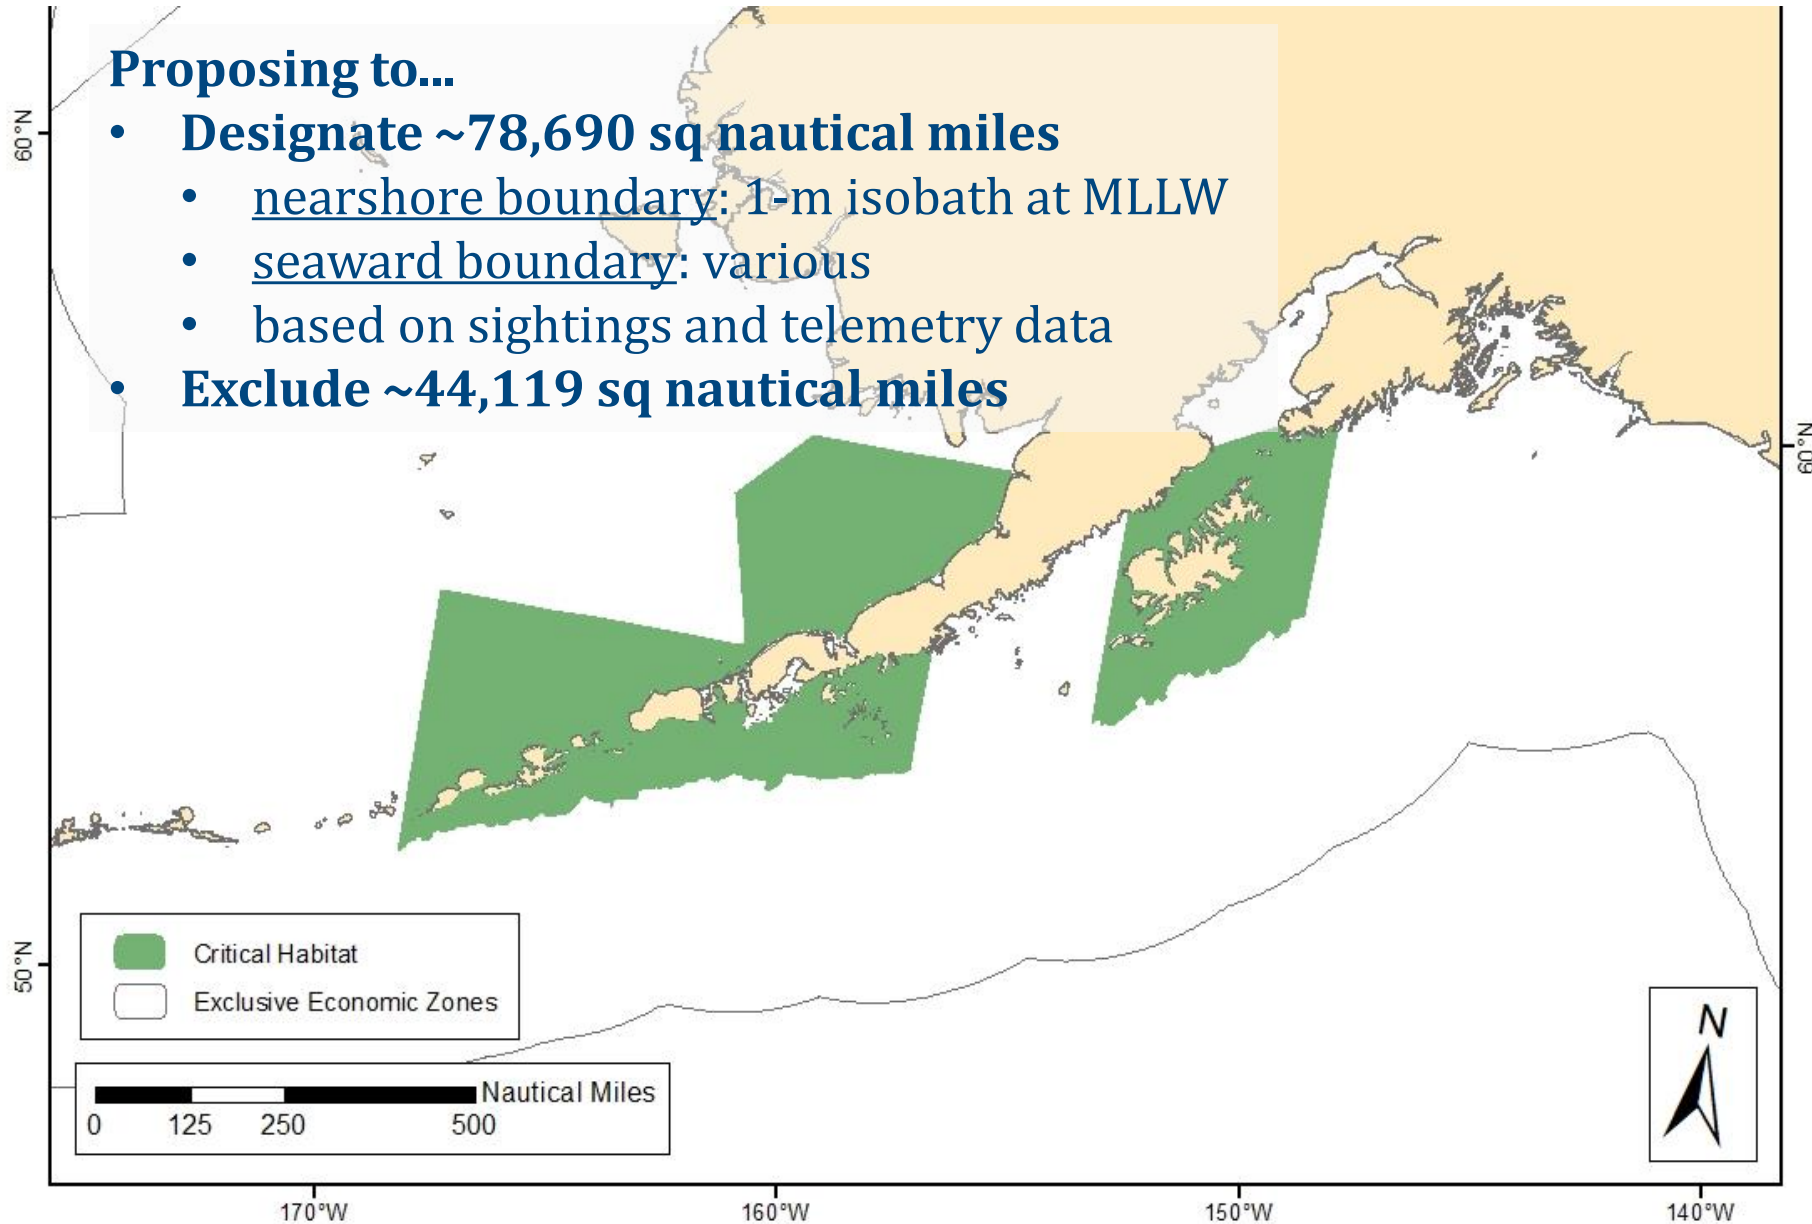 Proposing to...
• Designate ~78,690 sq nautical miles
• nearshore boundary: 1-m isobath at MLLW
• seaward boundary: various
• based on sightings and telemetry data
• Exclude ~44,119 sq nautical miles
60°N
60°N
50°N
Critical Habitat
Exclusive Economic Zones
Nautical Miles
0 125 250 500
N
170°W 160°W 150°W 140°W